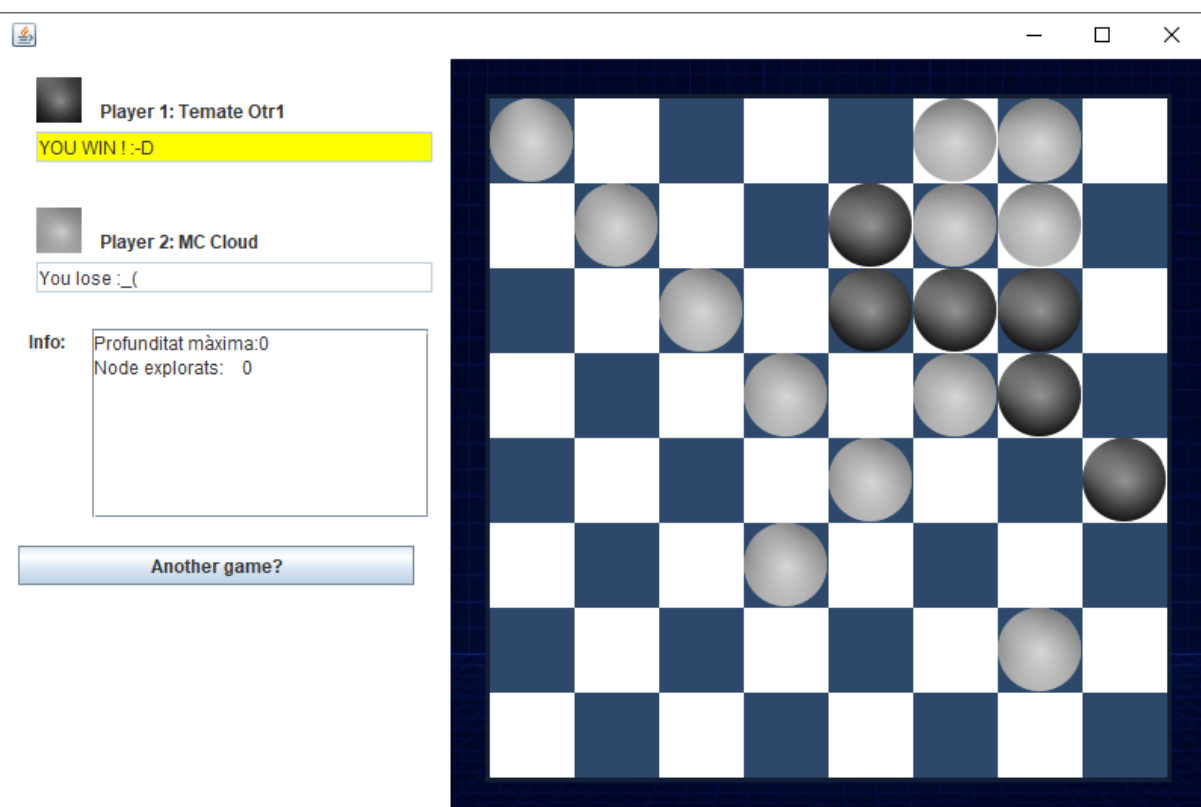 Player 1: Temate Otr1
YOU WIN ! :-D
Player 2: MC Cloud
You lose :_(
Info:
Profunditat màxima:0
Node explorats: 0
Another game?